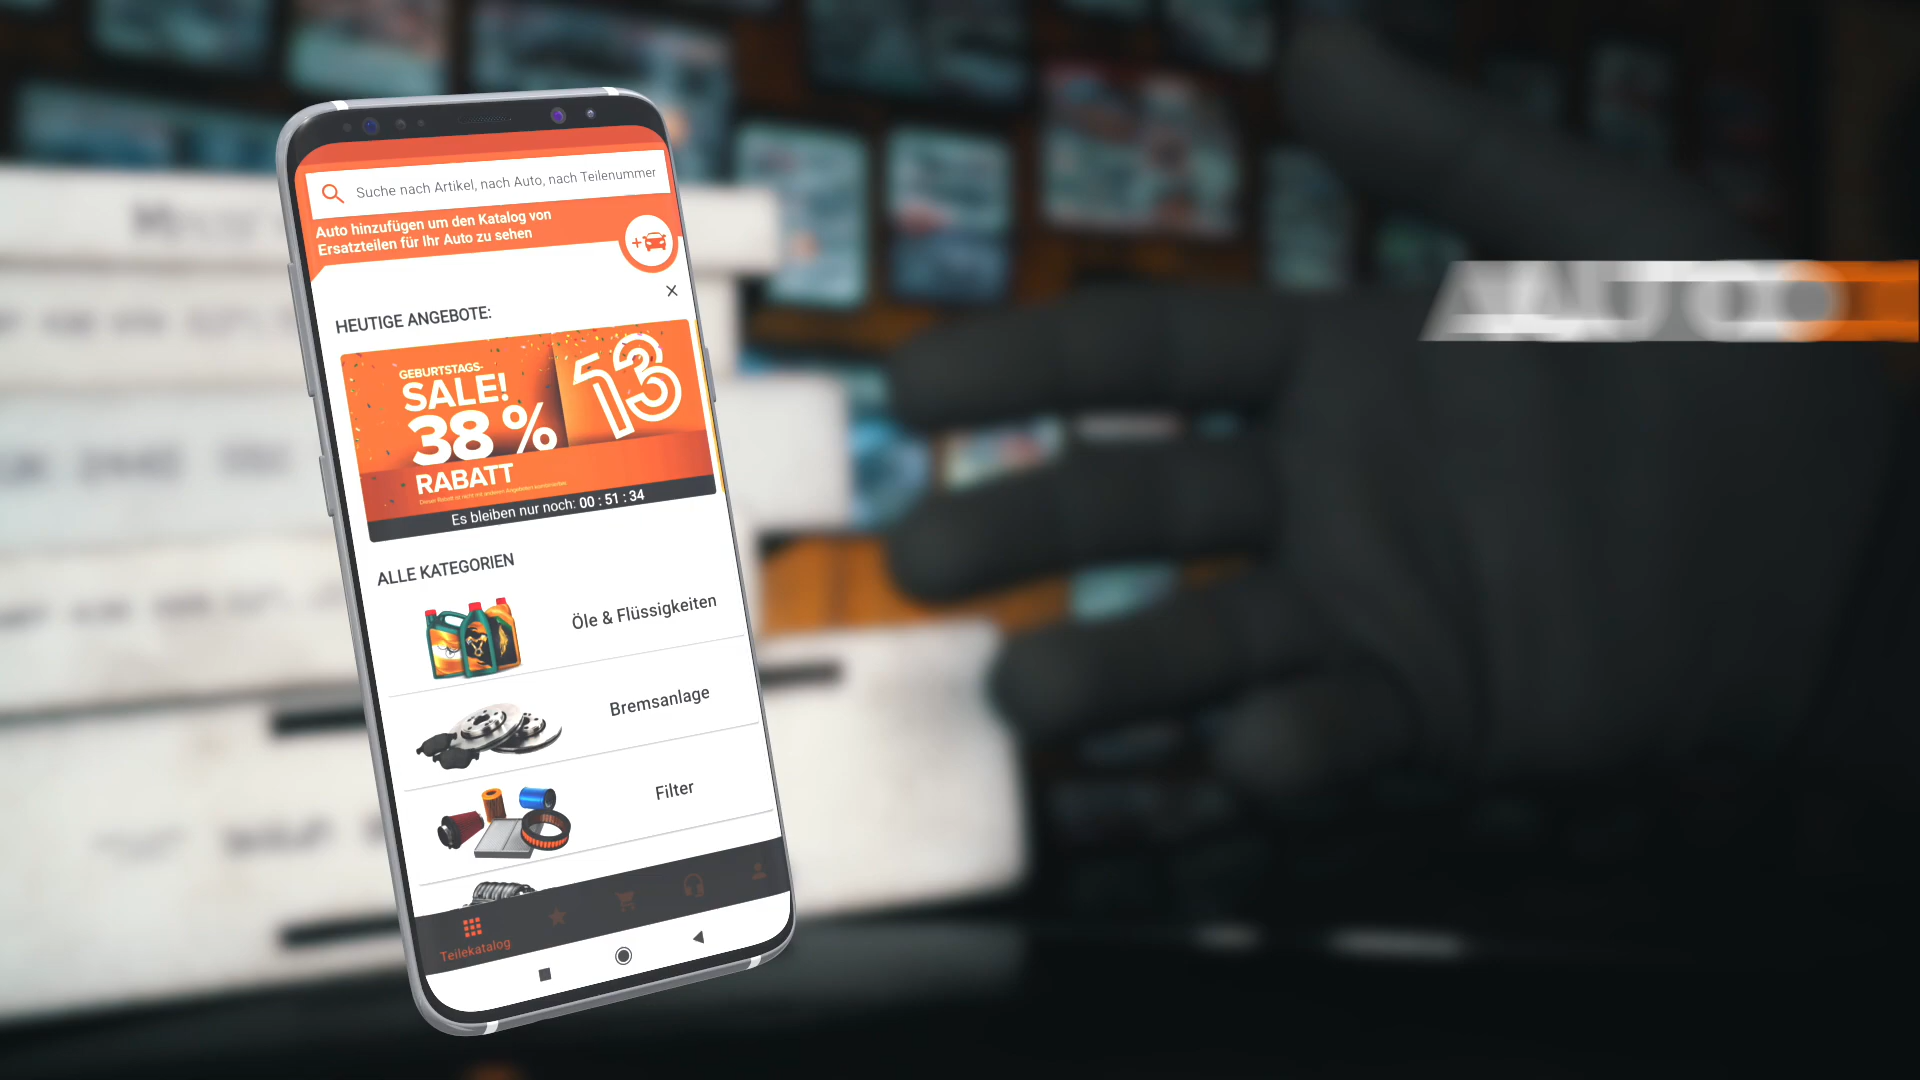 Suche nach Artikel, nach Auto, nach Teilenummer
Auto hinzufügen um den Katalog von
Ersatzteilen für Ihr Auto zu sehen
HEUTIGE ANGEBOTE:
GEBURTSTAGS-
SALE!
38 %
RABATT
13
Es bleiben nur noch: 00 : 51 : 34
ALLE KATEGORIEN
Öle & Flüssigkeiten
Bremsanlage
Filter
Teilekatalog